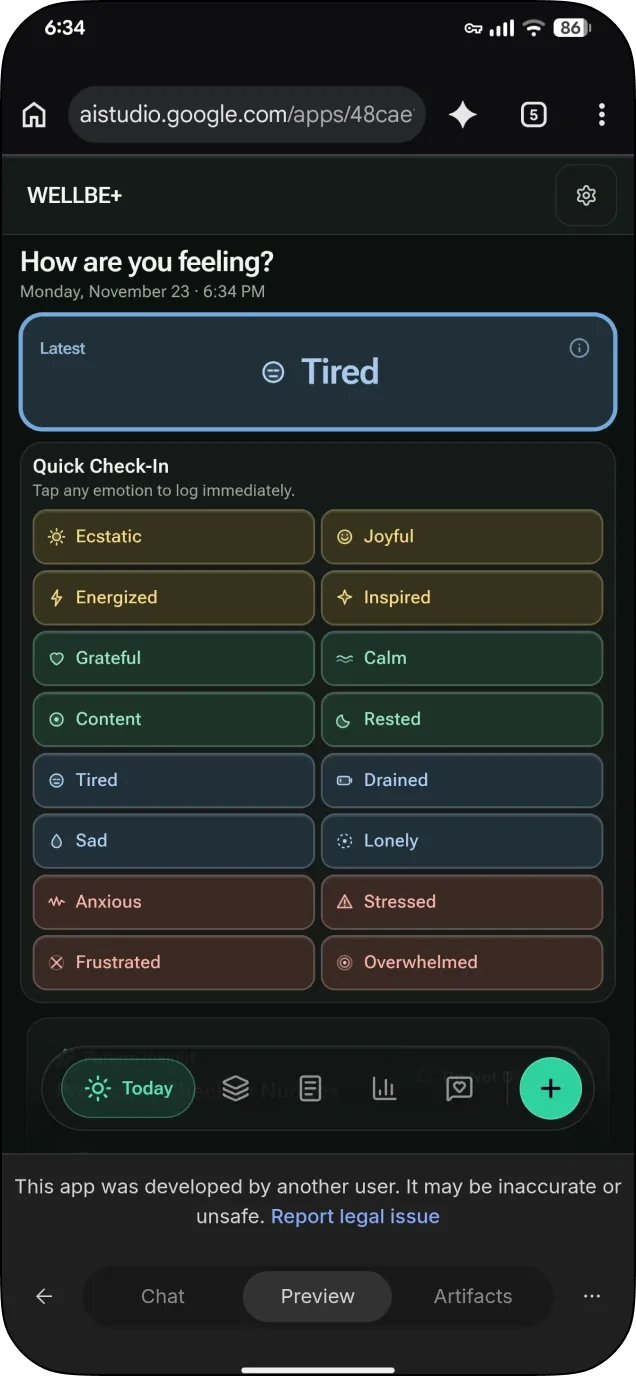 6:34
86
aistudio.google.com/apps/48cae
5
WELLBE+
How are you feeling?
Monday, November 23 · 6:34 PM
Latest
Tired
Quick Check-In
Tap any emotion to log immediately.
Ecstatic
Joyful
Energized
Inspired
Grateful
Calm
Content
Rested
Tired
Drained
Sad
Lonely
Anxious
Stressed
Frustrated
Overwhelmed
Today
This app was developed by another user. It may be inaccurate or
unsafe. Report legal issue
Chat
Preview
Artifacts